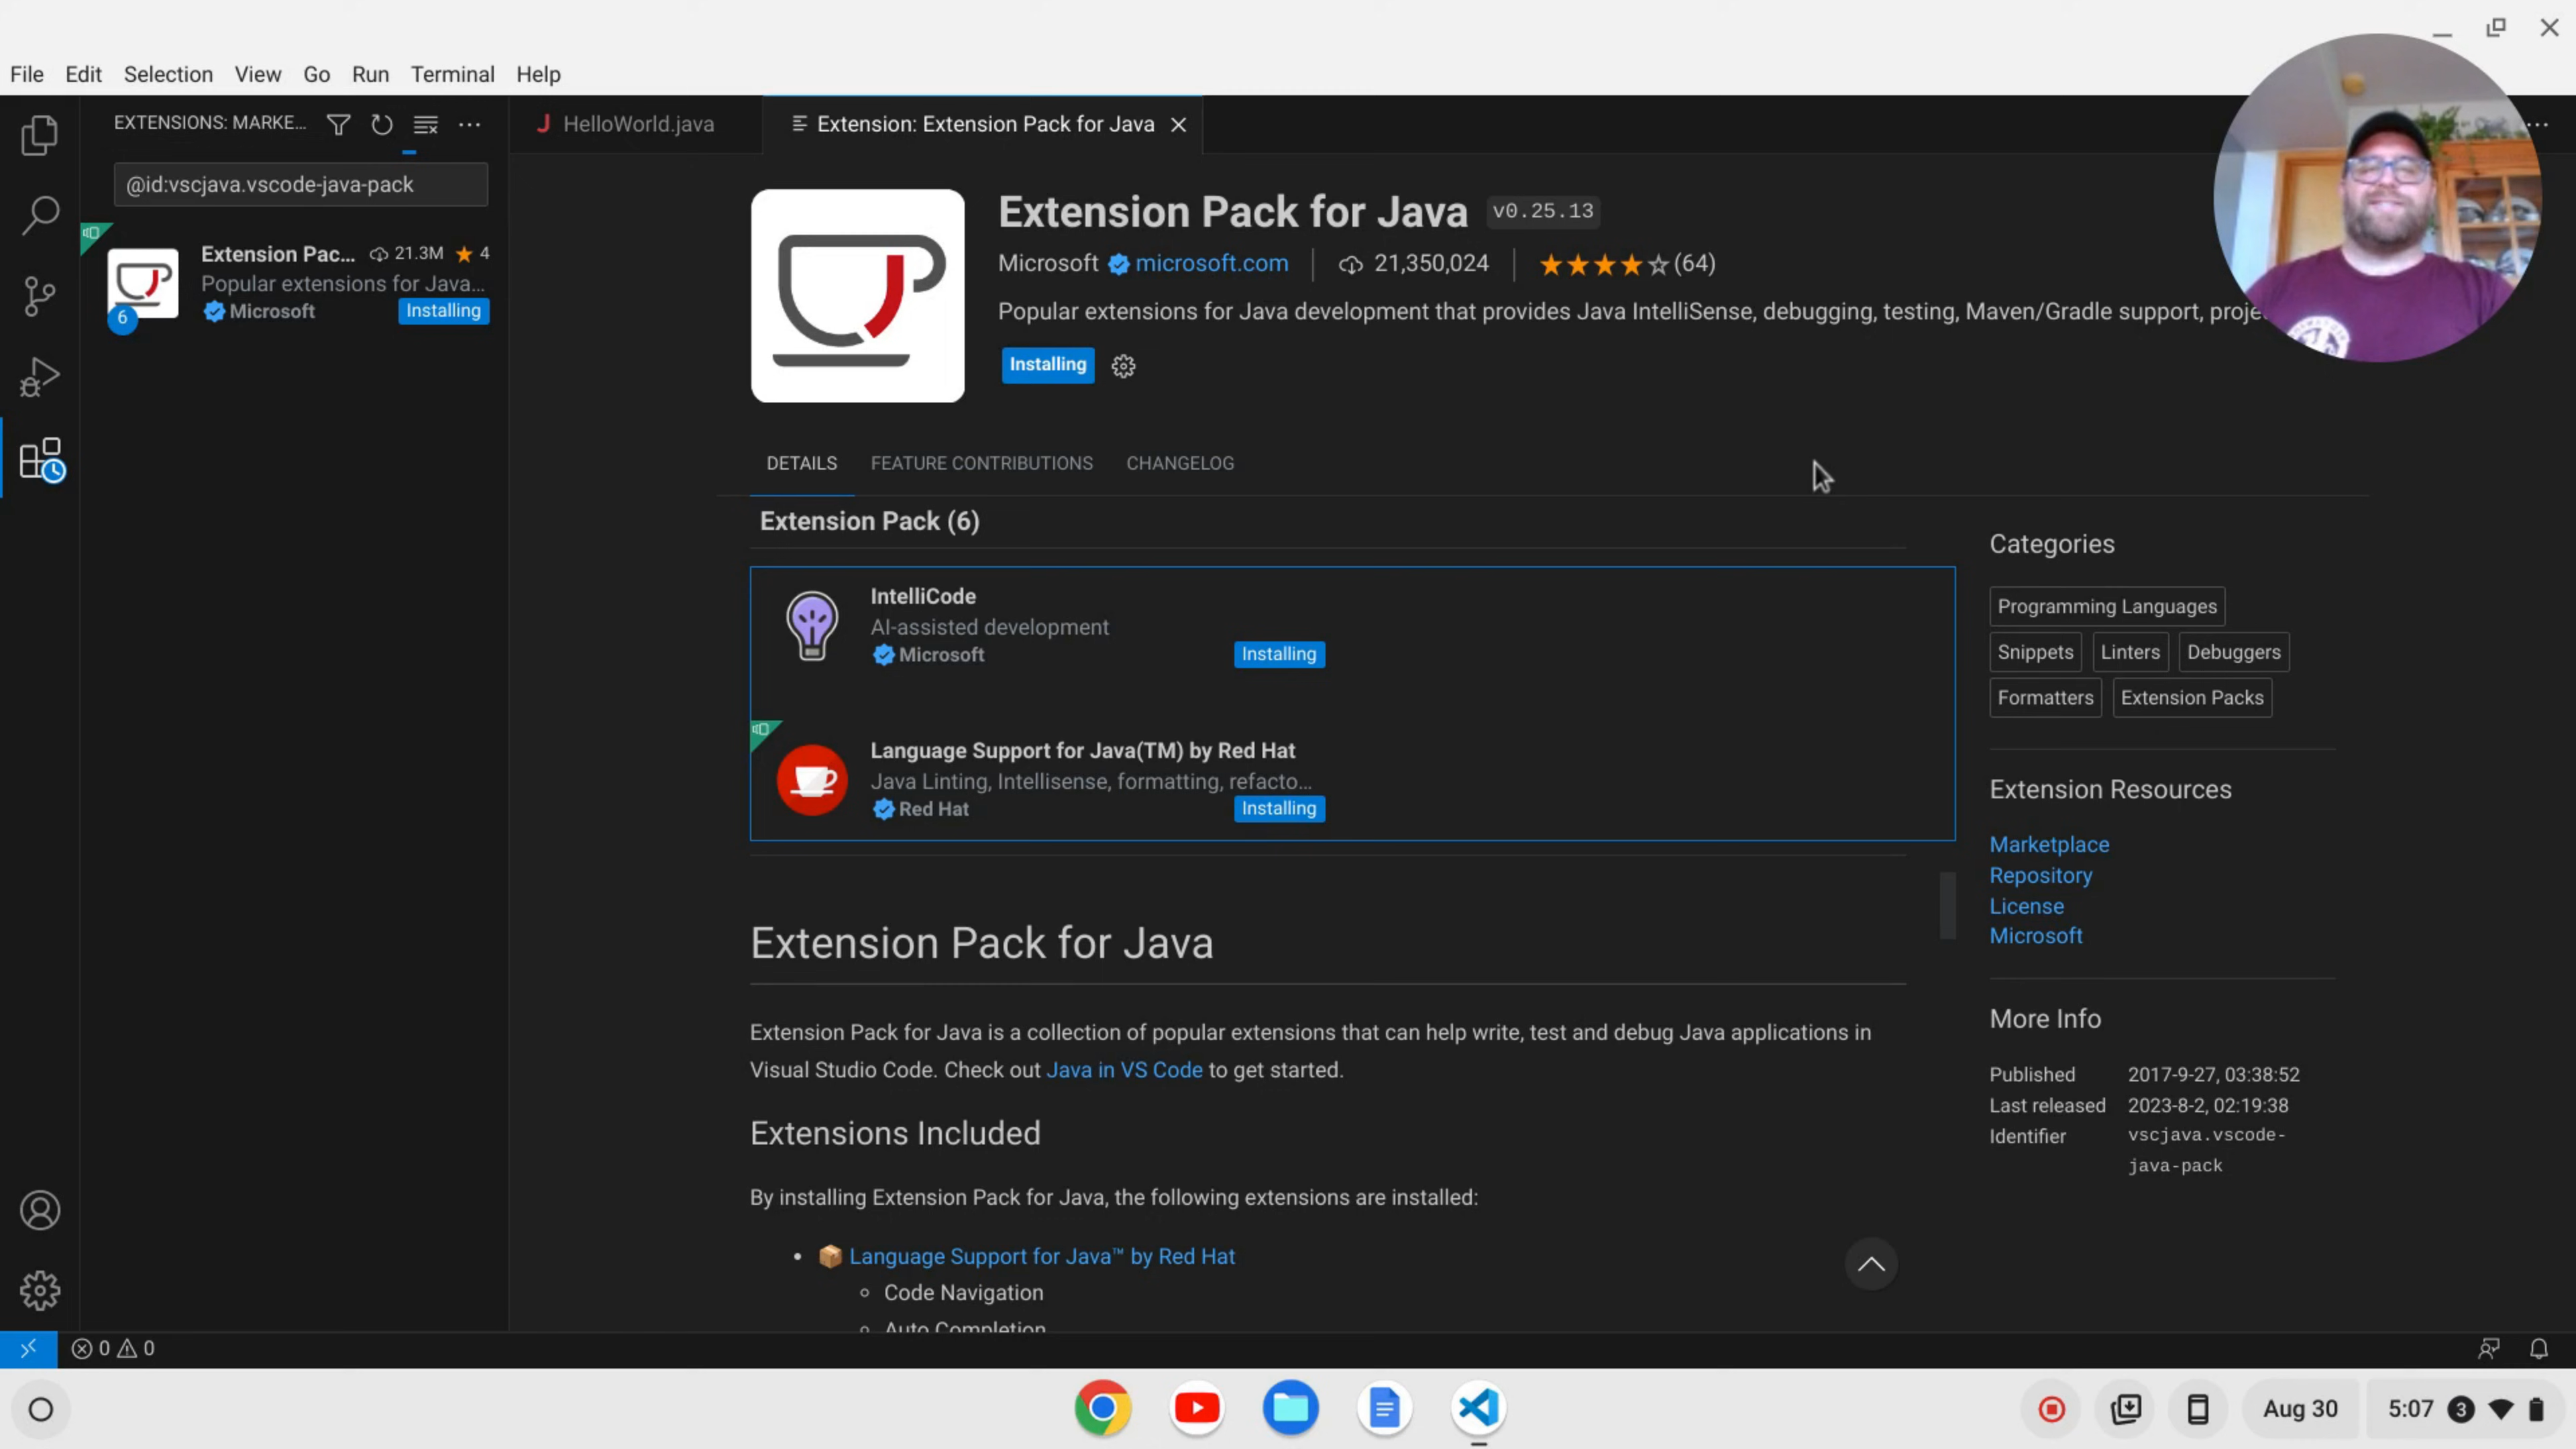 File Edit Selection View Go Run Terminal Help
EXTENSIONS: MARKE...
@id:vscjava.vscode-java-pack
Extension Pac... 21.3M 4
Popular extensions for Java...
Microsoft Installing
6
HelloWorld.java
Extension: Extension Pack for Java
Extension Pack for Java v0.25.13
Microsoft microsoft.com 21,350,024 (64)
Popular extensions for Java development that provides Java IntelliSense, debugging, testing, Maven/Gradle support, proje
Installing
DETAILS FEATURE CONTRIBUTIONS CHANGELOG
Extension Pack (6)
IntelliCode
AI-assisted development
Microsoft Installing
Language Support for Java(TM) by Red Hat
Java Linting, Intellisense, formatting, refacto...
Red Hat Installing
Extension Pack for Java
Extension Pack for Java is a collection of popular extensions that can help write, test and debug Java applications in
Visual Studio Code. Check out Java in VS Code to get started.
Extensions Included
By installing Extension Pack for Java, the following extensions are installed:
• 📦 Language Support for Java™ by Red Hat
Code Navigation
Auto Completion
Categories
Programming Languages
Snippets Linters Debuggers
Formatters Extension Packs
Extension Resources
Marketplace
Repository
License
Microsoft
More Info
Published 2017-9-27, 03:38:52
Last released 2023-8-2, 02:19:38
Identifier vscjava.vscode-
java-pack
0 0
Aug 30 5:07 3